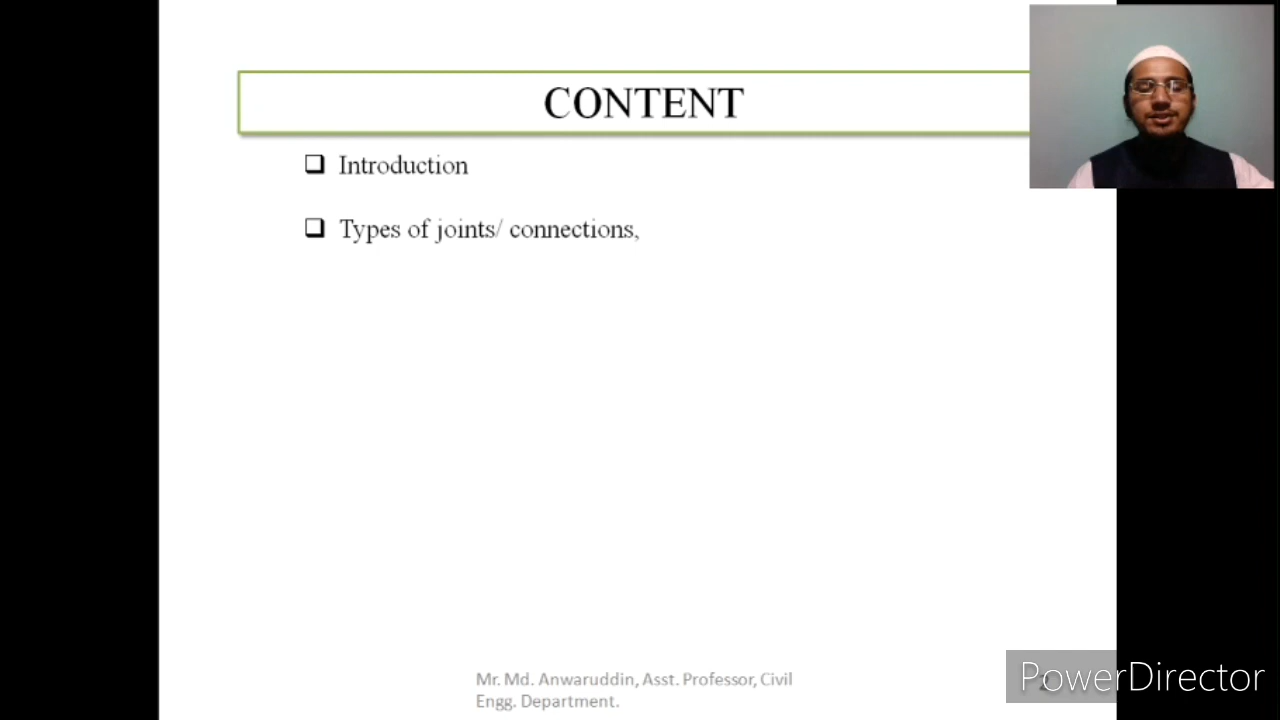 CONTENT
Introduction
Types of joints/ connections,
Mr. Md. Anwaruddin, Asst. Professor, Civil
Engg. Department.
PowerDirector